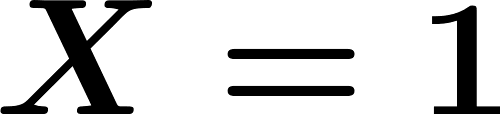 X = 1